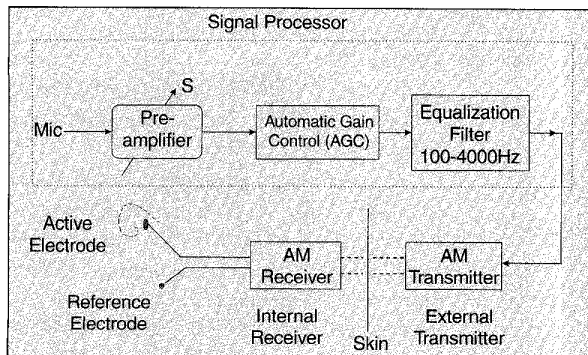 Signal Processor
S
Mic
Pre-
amplifier
Automatic Gain
Control (AGC)
Equalization
Filter
100-4000Hz
Active
Electrode
AM
Receiver
AM
Transmitter
Reference
Electrode
Internal
Receiver
Skin
External
Transmitter